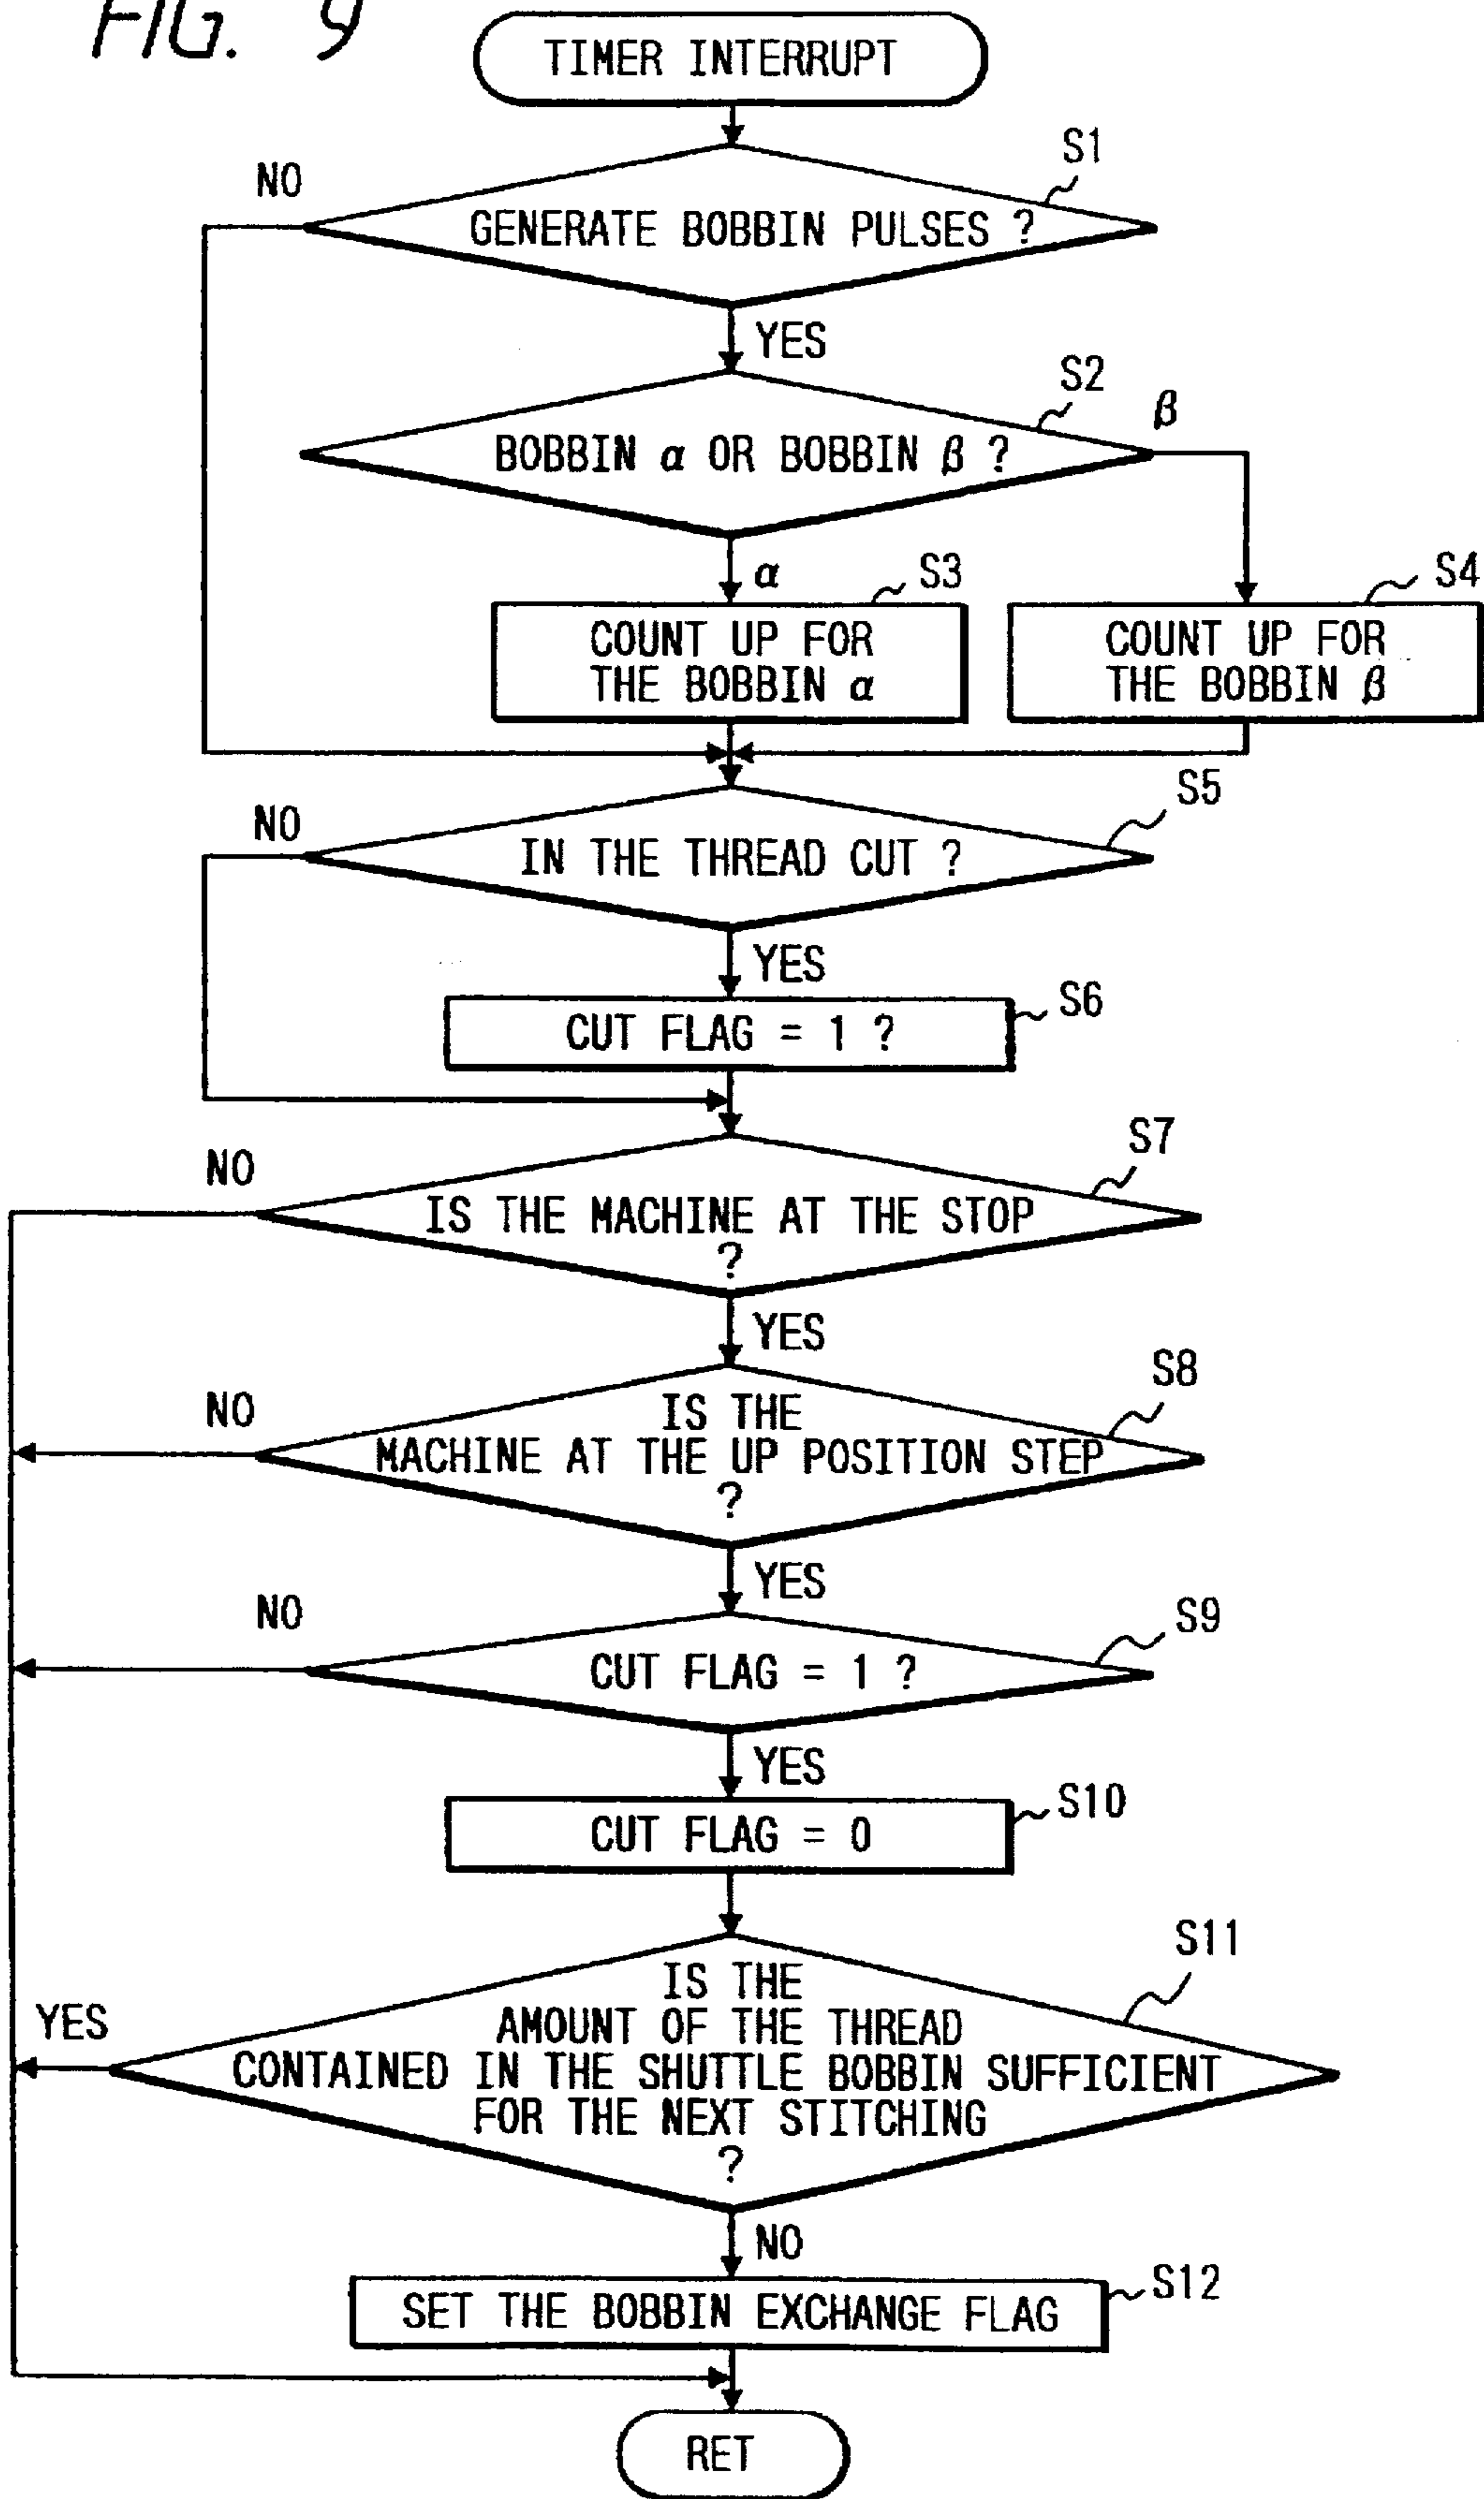 FIG. 9
TIMER INTERRUPT
S1
NO
GENERATE BOBBIN PULSES ?
YES
S2
β
BOBBIN α OR BOBBIN β ?
α
S3
S4
COUNT UP FOR
THE BOBBIN α
COUNT UP FOR
THE BOBBIN β
S5
NO
IN THE THREAD CUT ?
YES
S6
CUT FLAG = 1 ?
S7
NO
IS THE MACHINE AT THE STOP
?
YES
S8
NO
IS THE
MACHINE AT THE UP POSITION STEP
?
YES
NO
S9
CUT FLAG = 1 ?
YES
S10
CUT FLAG = 0
S11
IS THE
YES
AMOUNT OF THE THREAD
CONTAINED IN THE SHUTTLE BOBBIN SUFFICIENT
FOR THE NEXT STITCHING
?
NO
S12
SET THE BOBBIN EXCHANGE FLAG
RET